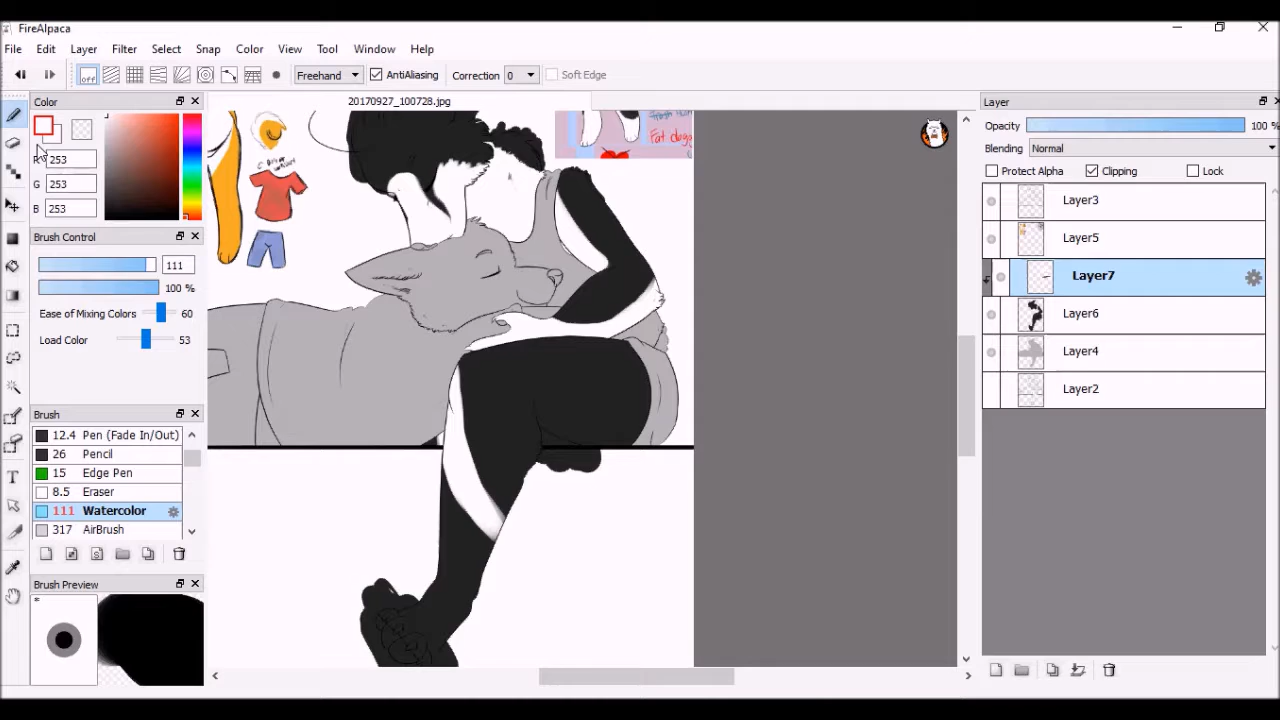 FireAlpaca
File Edit Layer Filter Select Snap Color View Tool Window Help
off Freehand AntiAliasing Correction 0 Soft Edge
Color
20170927_100728.jpg
Layer
R 253
G 253
B 253
Brush Control
111
100 %
Ease of Mixing Colors 60
Load Color 53
Brush
12.4 Pen (Fade In/Out)
26 Pencil
15 Edge Pen
8.5 Eraser
111 Watercolor
317 AirBrush
Brush Preview
*
Fat dogg
Opacity 100 %
Blending Normal
Protect Alpha Clipping Lock
Layer3
Layer5
Layer7
Layer6
Layer4
Layer2